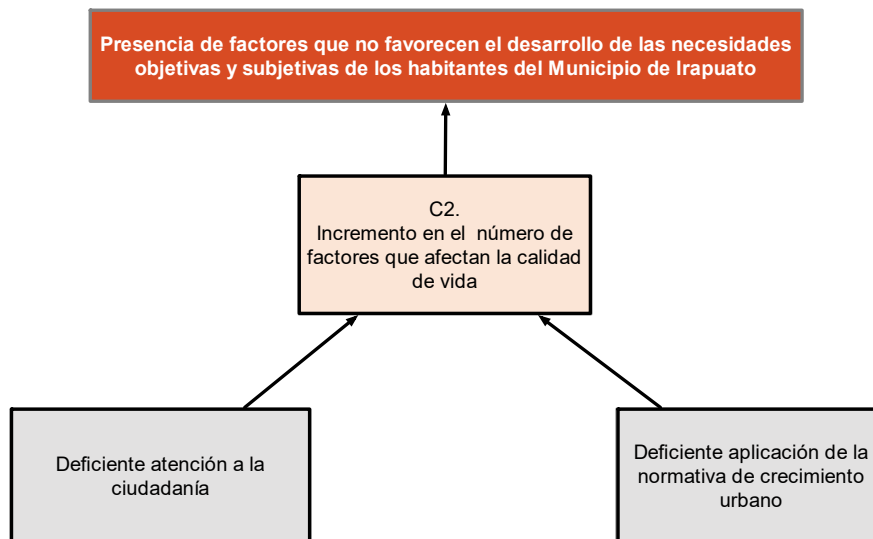 Presencia de factores que no favorecen el desarrollo de las necesidades
objetivas y subjetivas de los habitantes del Municipio de Irapuato
C2.
Incremento en el  número de
factores que afectan la calidad
de vida
Deficiente atención a la
ciudadanía
Deficiente aplicación de la
normativa de crecimiento
urbano